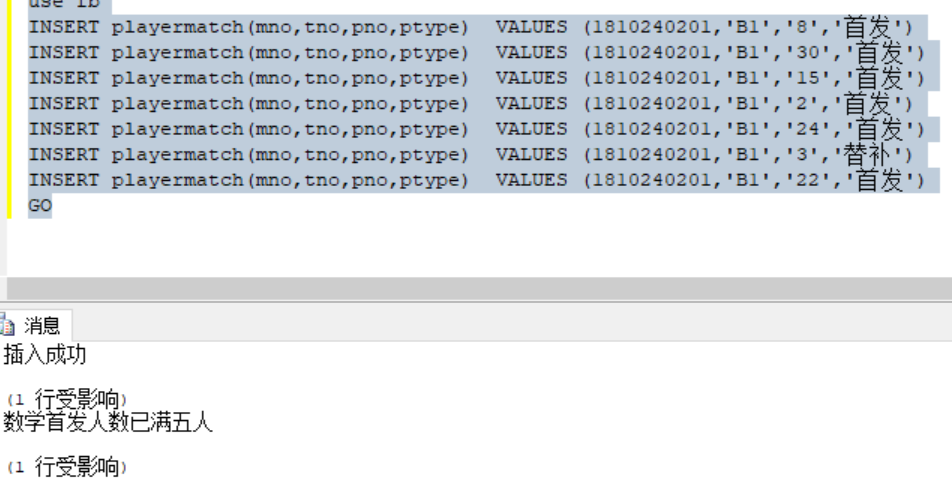 use lb
INSERT playermatch(mno,tno,pno,ptype)  VALUES (1810240201,'B1','8','首发')
INSERT playermatch(mno,tno,pno,ptype)  VALUES (1810240201,'B1','30','首发')
INSERT playermatch(mno,tno,pno,ptype)  VALUES (1810240201,'B1','15','首发')
INSERT playermatch(mno,tno,pno,ptype)  VALUES (1810240201,'B1','2','首发')
INSERT playermatch(mno,tno,pno,ptype)  VALUES (1810240201,'B1','24','首发')
INSERT playermatch(mno,tno,pno,ptype)  VALUES (1810240201,'B1','3','替补')
INSERT playermatch(mno,tno,pno,ptype)  VALUES (1810240201,'B1','22','首发')
GO
消息
插入成功
(1 行受影响)
数学首发人数已满五人
(1 行受影响)